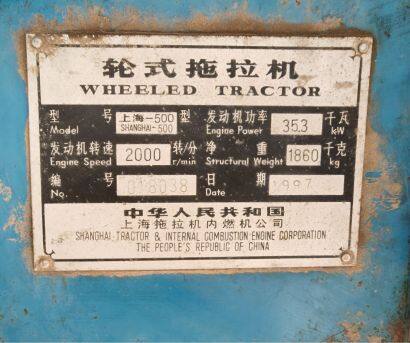 轮式拖拉机
WHEELED TRACTOR
型号 上海-500 型 发动机功率 35.3 千瓦
Model SHANGHAI-500 Engine Power kW
发动机转速 2000 转/分 净重 1860 千克
Engine Speed r/min Structural Weight kg
编号 018038 日期 1987
No. Date
中华人民共和国
上海拖拉机内燃机公司
SHANGHAI TRACTOR & INTERNAL COMBUSTION ENGINE CORPORATION
THE PEOPLE'S REPUBLIC OF CHINA